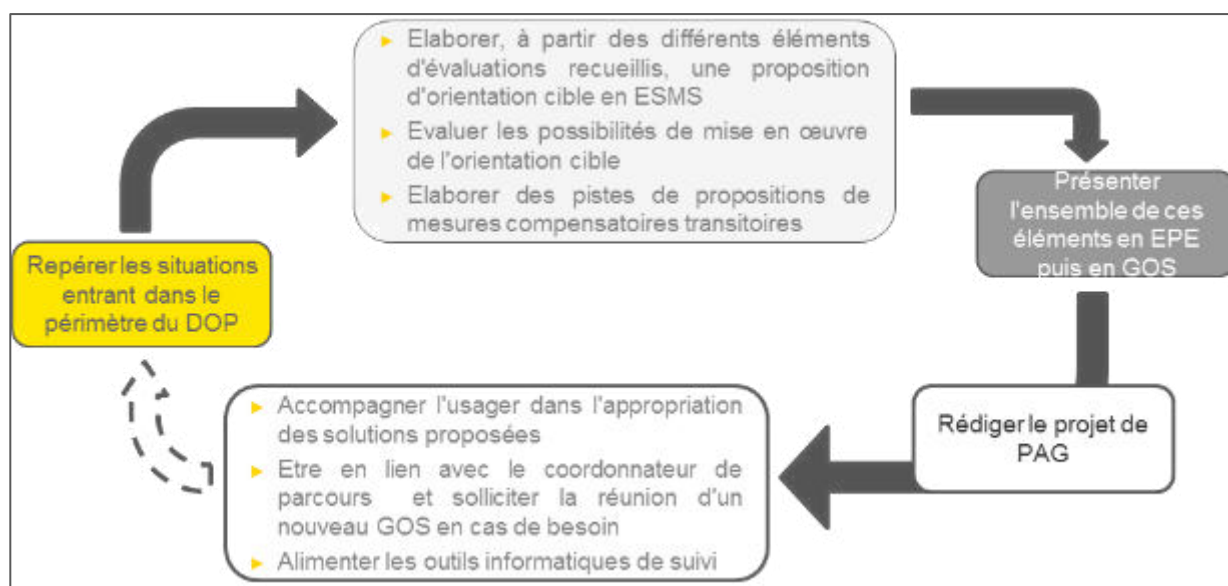 Repérer les situations
entrant dans le
périmètre du DOP
► Elaborer, à partir des différents éléments
d'évaluations recueillis, une proposition
d'orientation cible en ESMS
► Evaluer les possibilités de mise en œuvre
de l'orientation cible
► Elaborer des pistes de propositions de
mesures compensatoires transitoires
Présenter
l'ensemble de ces
éléments en EPE
puis en GOS
Rédiger le projet de
PAG
► Accompagner l'usager dans l'appropriation
des solutions proposées
► Etre en lien avec le coordonnateur de
parcours et solliciter la réunion d'un
nouveau GOS en cas de besoin
► Alimenter les outils informatiques de suivi